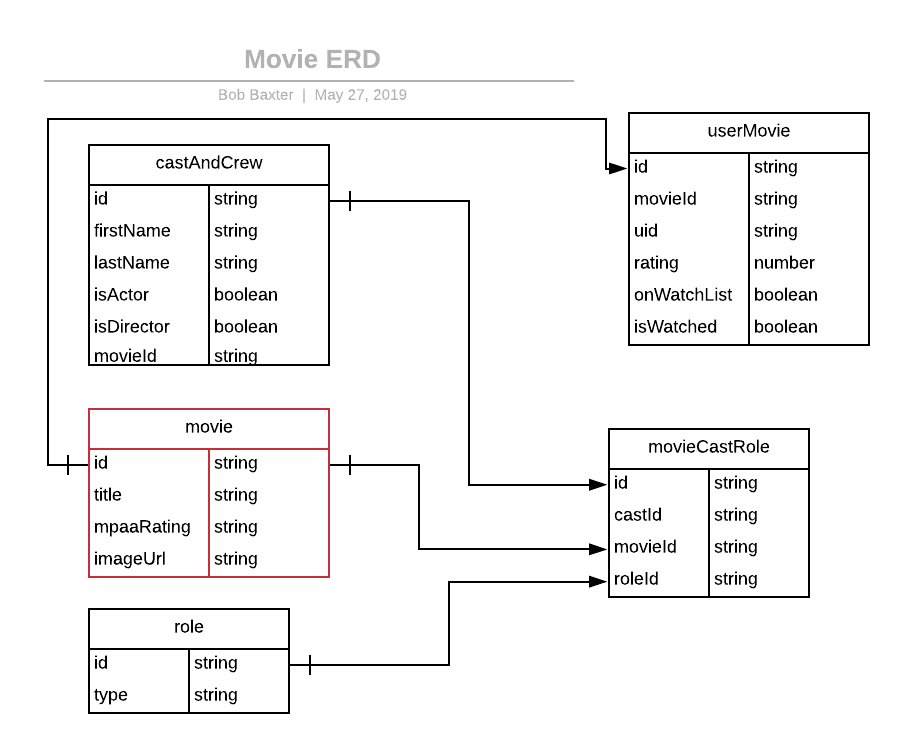 Movie ERD
Bob Baxter | May 27, 2019
castAndCrew
id string
firstName string
lastName string
isActor boolean
isDirector boolean
movieId string
userMovie
id string
movieId string
uid string
rating number
onWatchList boolean
isWatched boolean
movie
id string
title string
mpaaRating string
imageUrl string
movieCastRole
id string
castId string
movieId string
roleId string
role
id string
type string